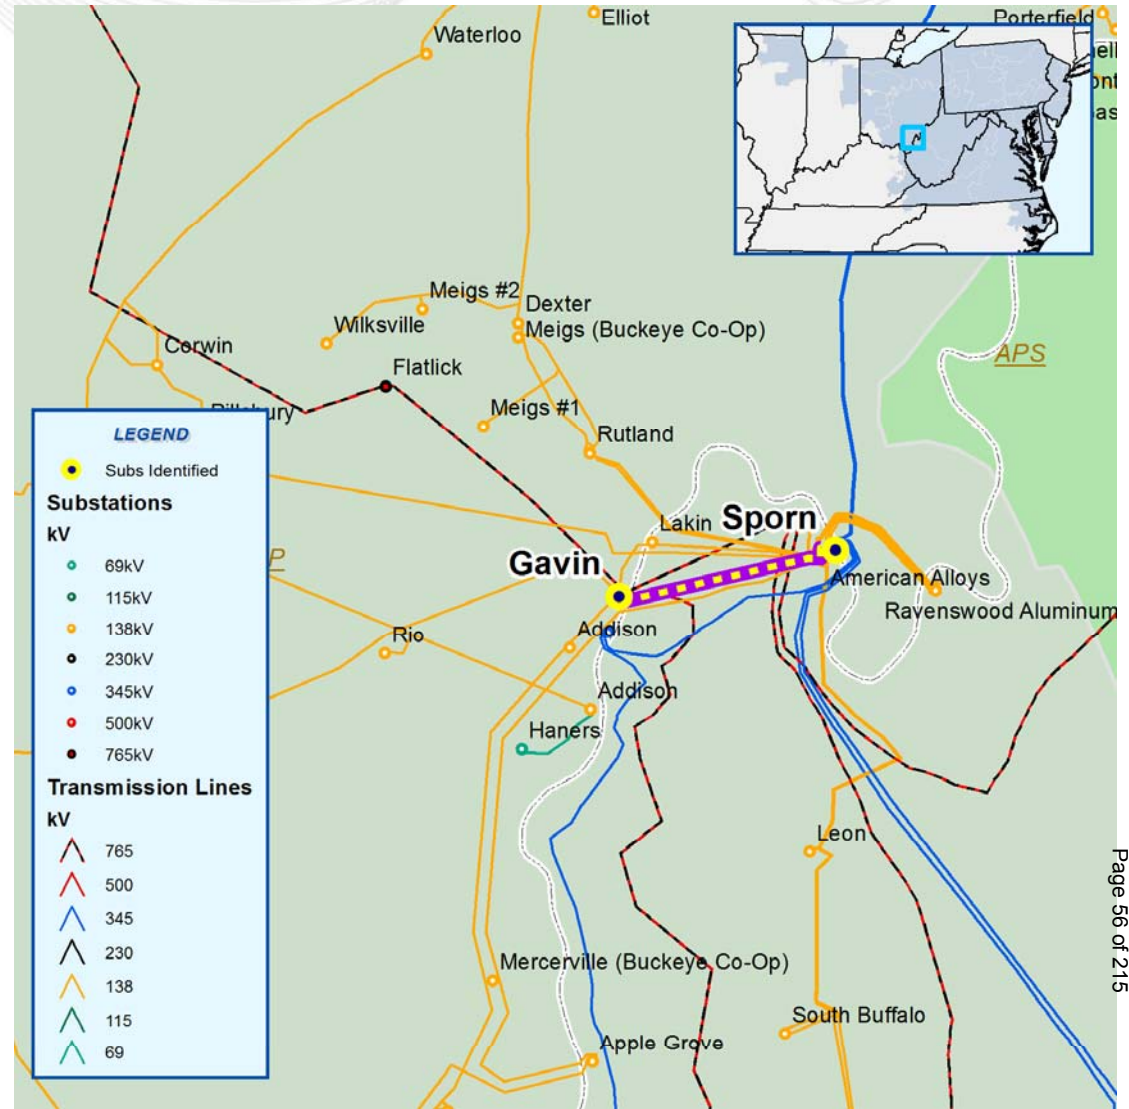 Elliot
Porterfield
Waterloo
Meigs #2
Dexter
Wilksville
Meigs (Buckeye Co-Op)
Corwin
APS
Flatlick
Meigs #1
Rutland
LEGEND
Subs Identified
Substations
kV
69kV
115kV
138kV
230kV
345kV
500kV
765kV
Transmission Lines
kV
765
500
345
230
138
115
69
Lakin
Sporn
Gavin
American Alloys
Ravenswood Aluminum
Addison
Rio
Addison
Haners
Leon
Mercerville (Buckeye Co-Op)
South Buffalo
Apple Grove
Page 56 of 215